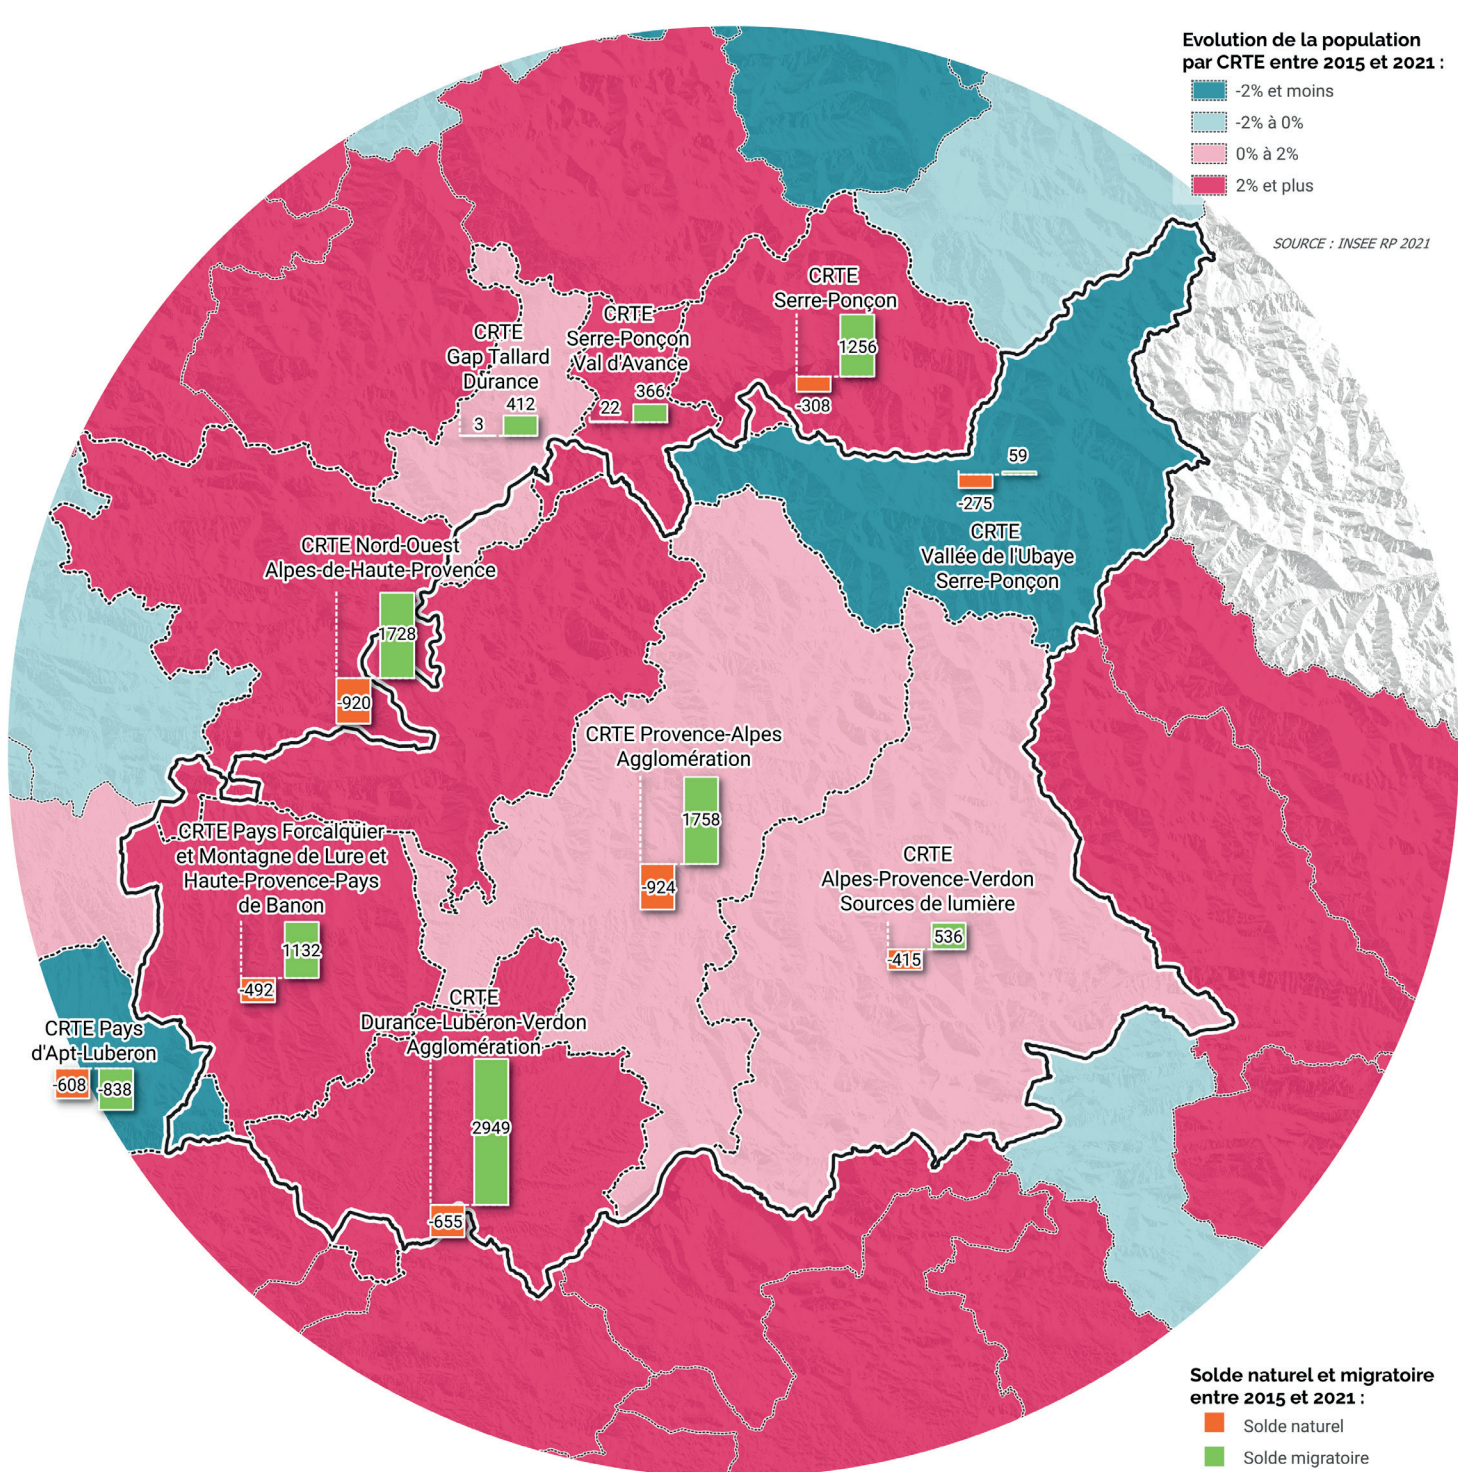 Evolution de la population
par CRTE entre 2015 et 2021 :
-2% et moins
-2% à 0%
0% à 2%
2% et plus
SOURCE : INSEE RP 2021
CRTE
Serre-Ponçon
1256
-308
CRTE
Serre-Ponçon
Val d'Avance
366
22
CRTE
Gap Tallard
Durance
412
3
59
-275
CRTE
Vallée de l'Ubaye
Serre-Ponçon
CRTE Nord-Ouest
Alpes-de-Haute-Provence
1728
-920
CRTE Provence-Alpes
Agglomération
1758
-924
CRTE Pays Forcalquier
et Montagne de Lure et
Haute-Provence-Pays
de Banon
1132
-492
CRTE
Alpes-Provence-Verdon
Sources de lumière
536
-415
CRTE
Durance-Lubéron-Verdon
Agglomération
2949
-655
CRTE Pays
d'Apt-Luberon
-608
-838
Solde naturel et migratoire
entre 2015 et 2021 :
Solde naturel
Solde migratoire